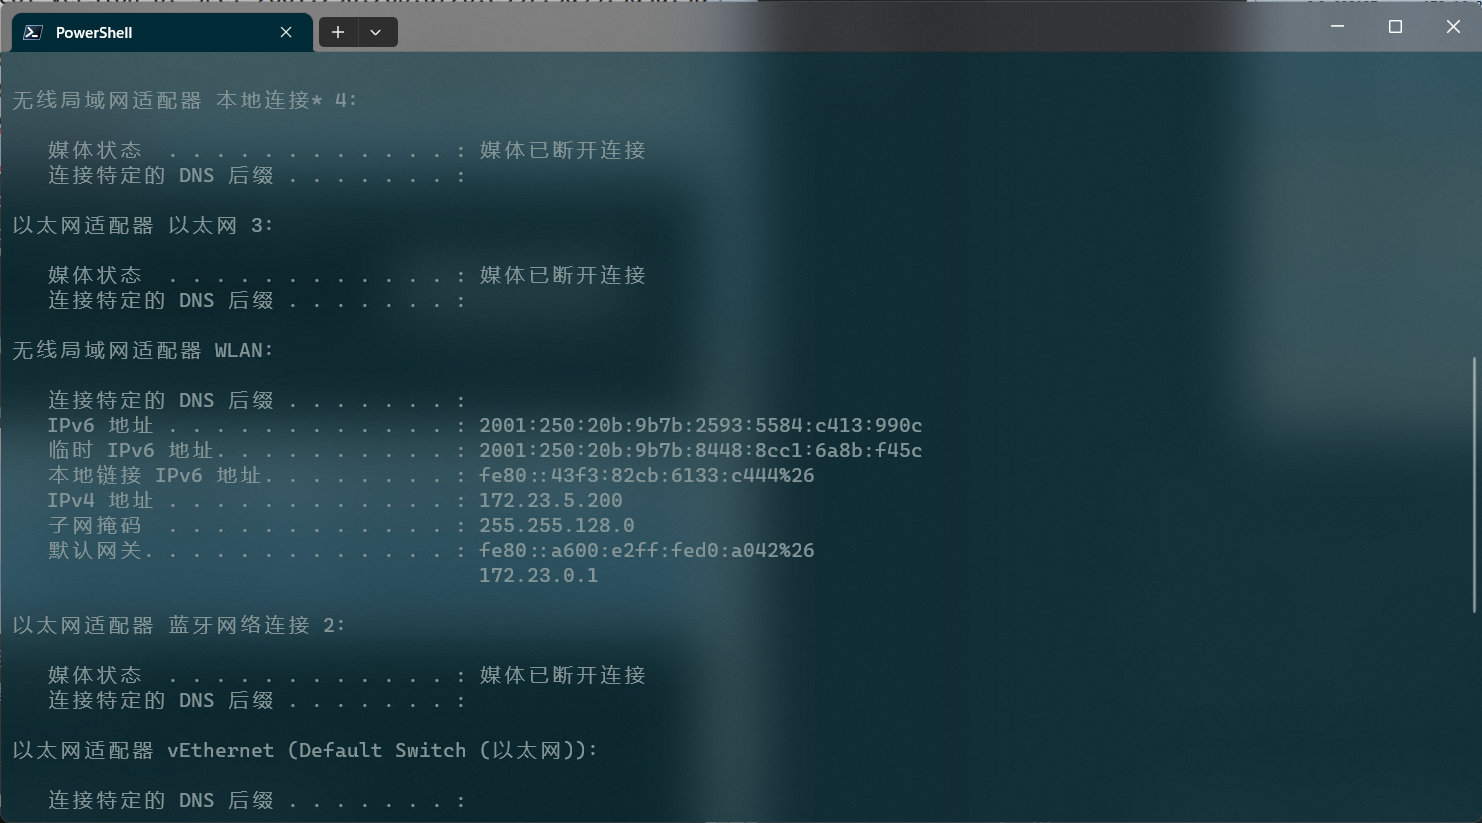 PowerShell
无线局域网适配器 本地连接* 4:
媒体状态 . . . . . . . . . . . . : 媒体已断开连接
连接特定的 DNS 后缀 . . . . . . . :
以太网适配器 以太网 3:
媒体状态 . . . . . . . . . . . . : 媒体已断开连接
连接特定的 DNS 后缀 . . . . . . . :
无线局域网适配器 WLAN:
连接特定的 DNS 后缀 . . . . . . . :
IPv6 地址 . . . . . . . . . . . . : 2001:250:20b:9b7b:2593:5584:c413:990c
临时 IPv6 地址. . . . . . . . . . : 2001:250:20b:9b7b:8448:8cc1:6a8b:f45c
本地链接 IPv6 地址. . . . . . . . : fe80::43f3:82cb:6133:c444%26
IPv4 地址 . . . . . . . . . . . . : 172.23.5.200
子网掩码 . . . . . . . . . . . . : 255.255.128.0
默认网关. . . . . . . . . . . . . : fe80::a600:e2ff:fed0:a042%26
172.23.0.1
以太网适配器 蓝牙网络连接 2:
媒体状态 . . . . . . . . . . . . : 媒体已断开连接
连接特定的 DNS 后缀 . . . . . . . :
以太网适配器 vEthernet (Default Switch (以太网)):
连接特定的 DNS 后缀 . . . . . . . :